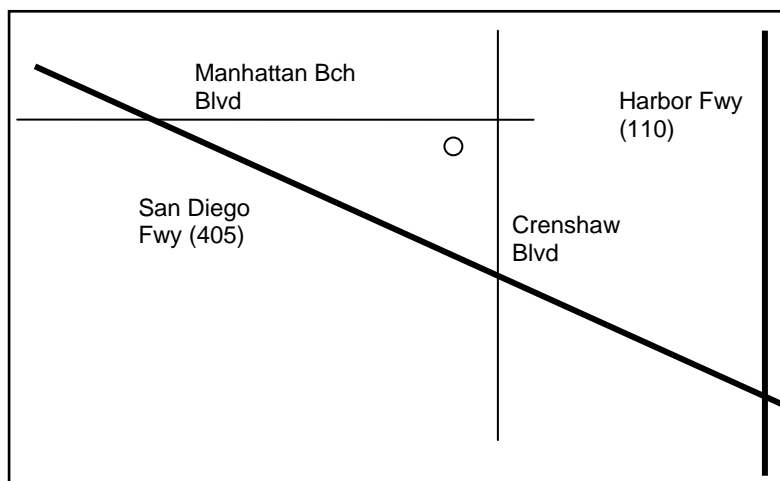 Manhattan Bch
Blvd
Harbor Fwy
(110)
San Diego
Fwy (405)
Crenshaw
Blvd